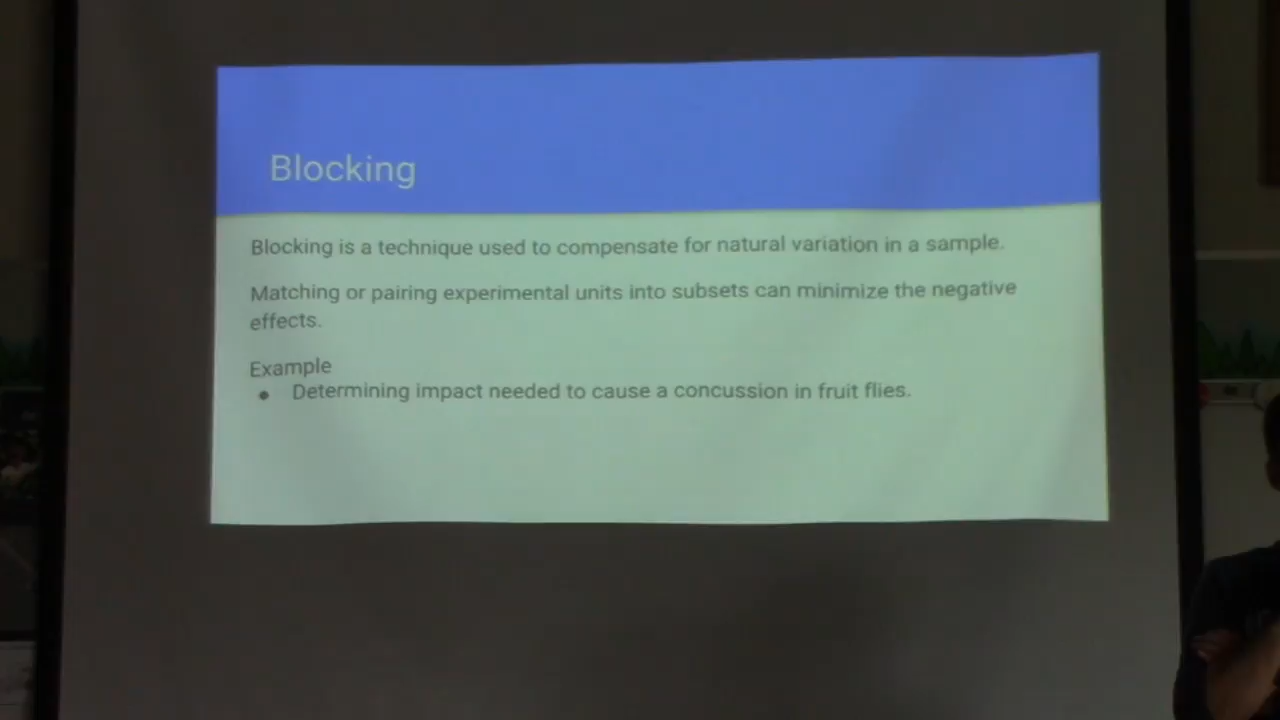 Blocking
Blocking is a technique used to compensate for natural variation in a sample.
Matching or pairing experimental units into subsets can minimize the negative
effects.
Example
● Determining impact needed to cause a concussion in fruit flies.